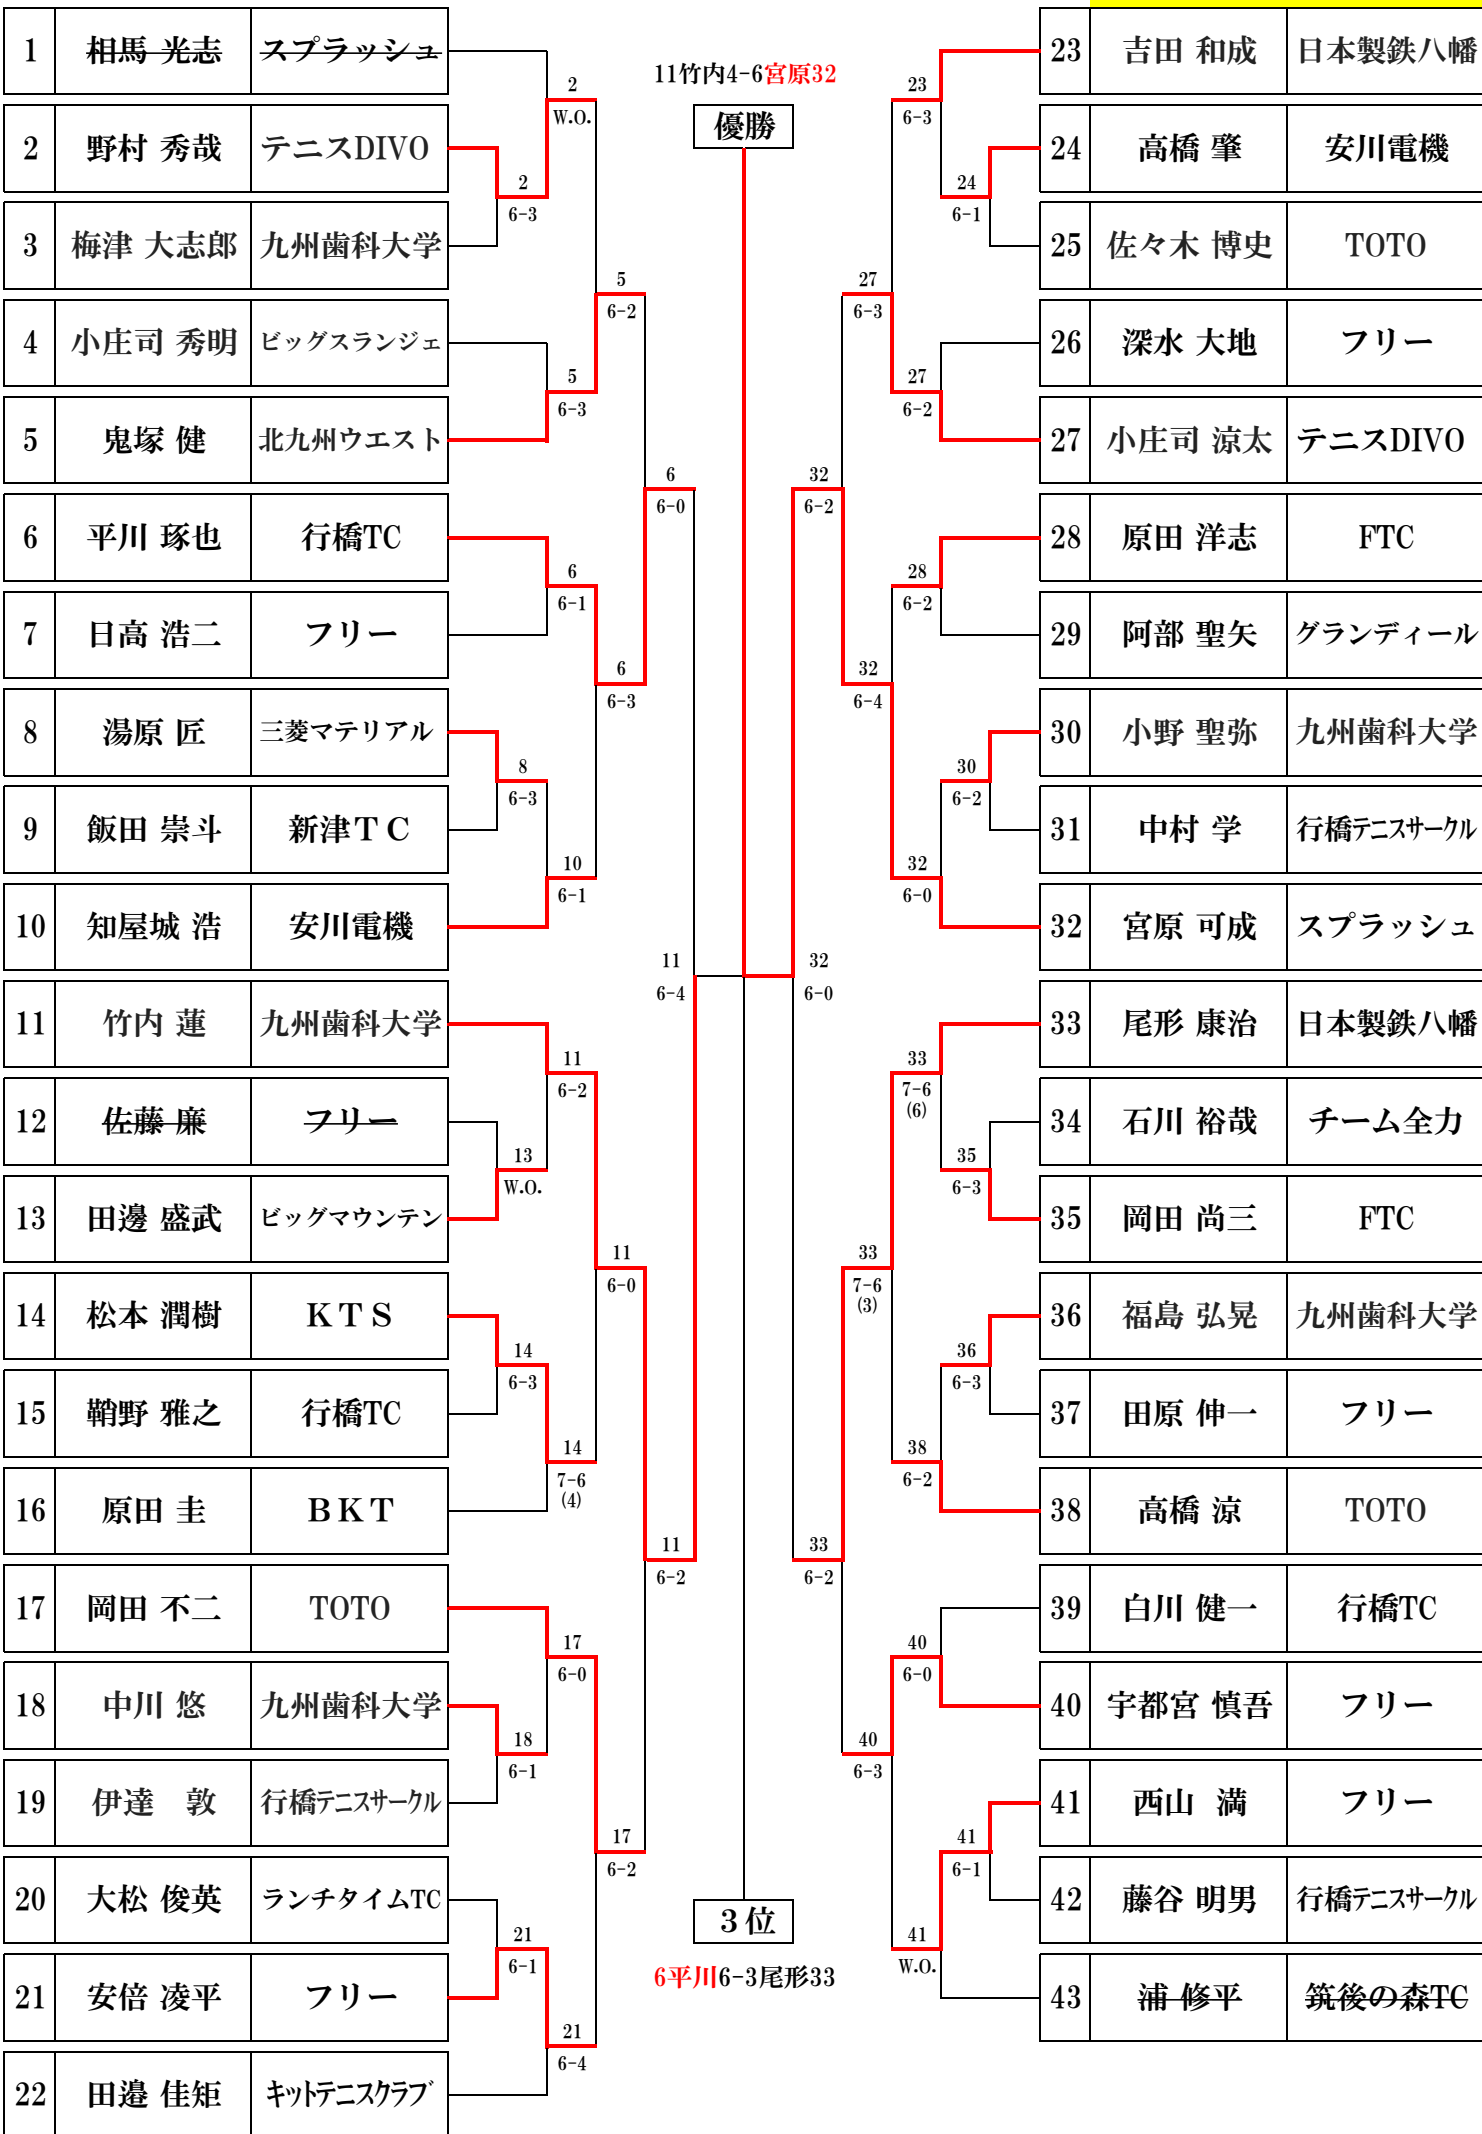 1 相馬 光志 スプラッシュ
2 野村 秀哉 テニスDIVO
3 梅津 大志郎 九州歯科大学
4 小庄司 秀明 ビッグスランジェ
5 鬼塚 健 北九州ウエスト
6 平川 琢也 行橋TC
7 日高 浩二 フリー
8 湯原 匠 三菱マテリアル
9 飯田 崇斗 新津ＴＣ
10 知屋城 浩 安川電機
11 竹内 蓮 九州歯科大学
12 佐藤 廉 フリー
13 田邊 盛武 ビッグマウンテン
14 松本 潤樹 ＫＴＳ
15 鞘野 雅之 行橋TC
16 原田 圭 ＢＫＴ
17 岡田 不二 TOTO
18 中川 悠 九州歯科大学
19 伊達　敦 行橋テニスサークル
20 大松 俊英 ランチタイムTC
21 安倍 凌平 フリー
22 田邉 佳矩 キットテニスクラブ
2
W.O.
2
6-3
5
6-2
5
6-3
6
6-0
6
6-1
6
6-3
8
6-3
10
6-1
11
6-4
11
6-2
13
W.O.
11
6-0
14
6-3
14
7-6
(4)
11
6-2
17
6-0
18
6-1
17
6-2
21
6-1
21
6-4
11竹内4-6宮原32
優勝
３位
6平川6-3尾形33
23
6-3
24
6-1
27
6-3
27
6-2
32
6-2
28
6-2
32
6-4
30
6-2
32
6-0
32
6-0
33
7-6
(6)
35
6-3
33
7-6
(3)
36
6-3
38
6-2
33
6-2
40
6-0
40
6-3
41
6-1
41
W.O.
23 吉田 和成 日本製鉄八幡
24 高橋 肇 安川電機
25 佐々木 博史 TOTO
26 深水 大地 フリー
27 小庄司 涼太 テニスDIVO
28 原田 洋志 FTC
29 阿部 聖矢 グランディール
30 小野 聖弥 九州歯科大学
31 中村 学 行橋テニスサークル
32 宮原 可成 スプラッシュ
33 尾形 康治 日本製鉄八幡
34 石川 裕哉 チーム全力
35 岡田 尚三 FTC
36 福島 弘晃 九州歯科大学
37 田原 伸一 フリー
38 高橋 涼 TOTO
39 白川 健一 行橋TC
40 宇都宮 慎吾 フリー
41 西山 満 フリー
42 藤谷 明男 行橋テニスサークル
43 浦 修平 筑後の森TC